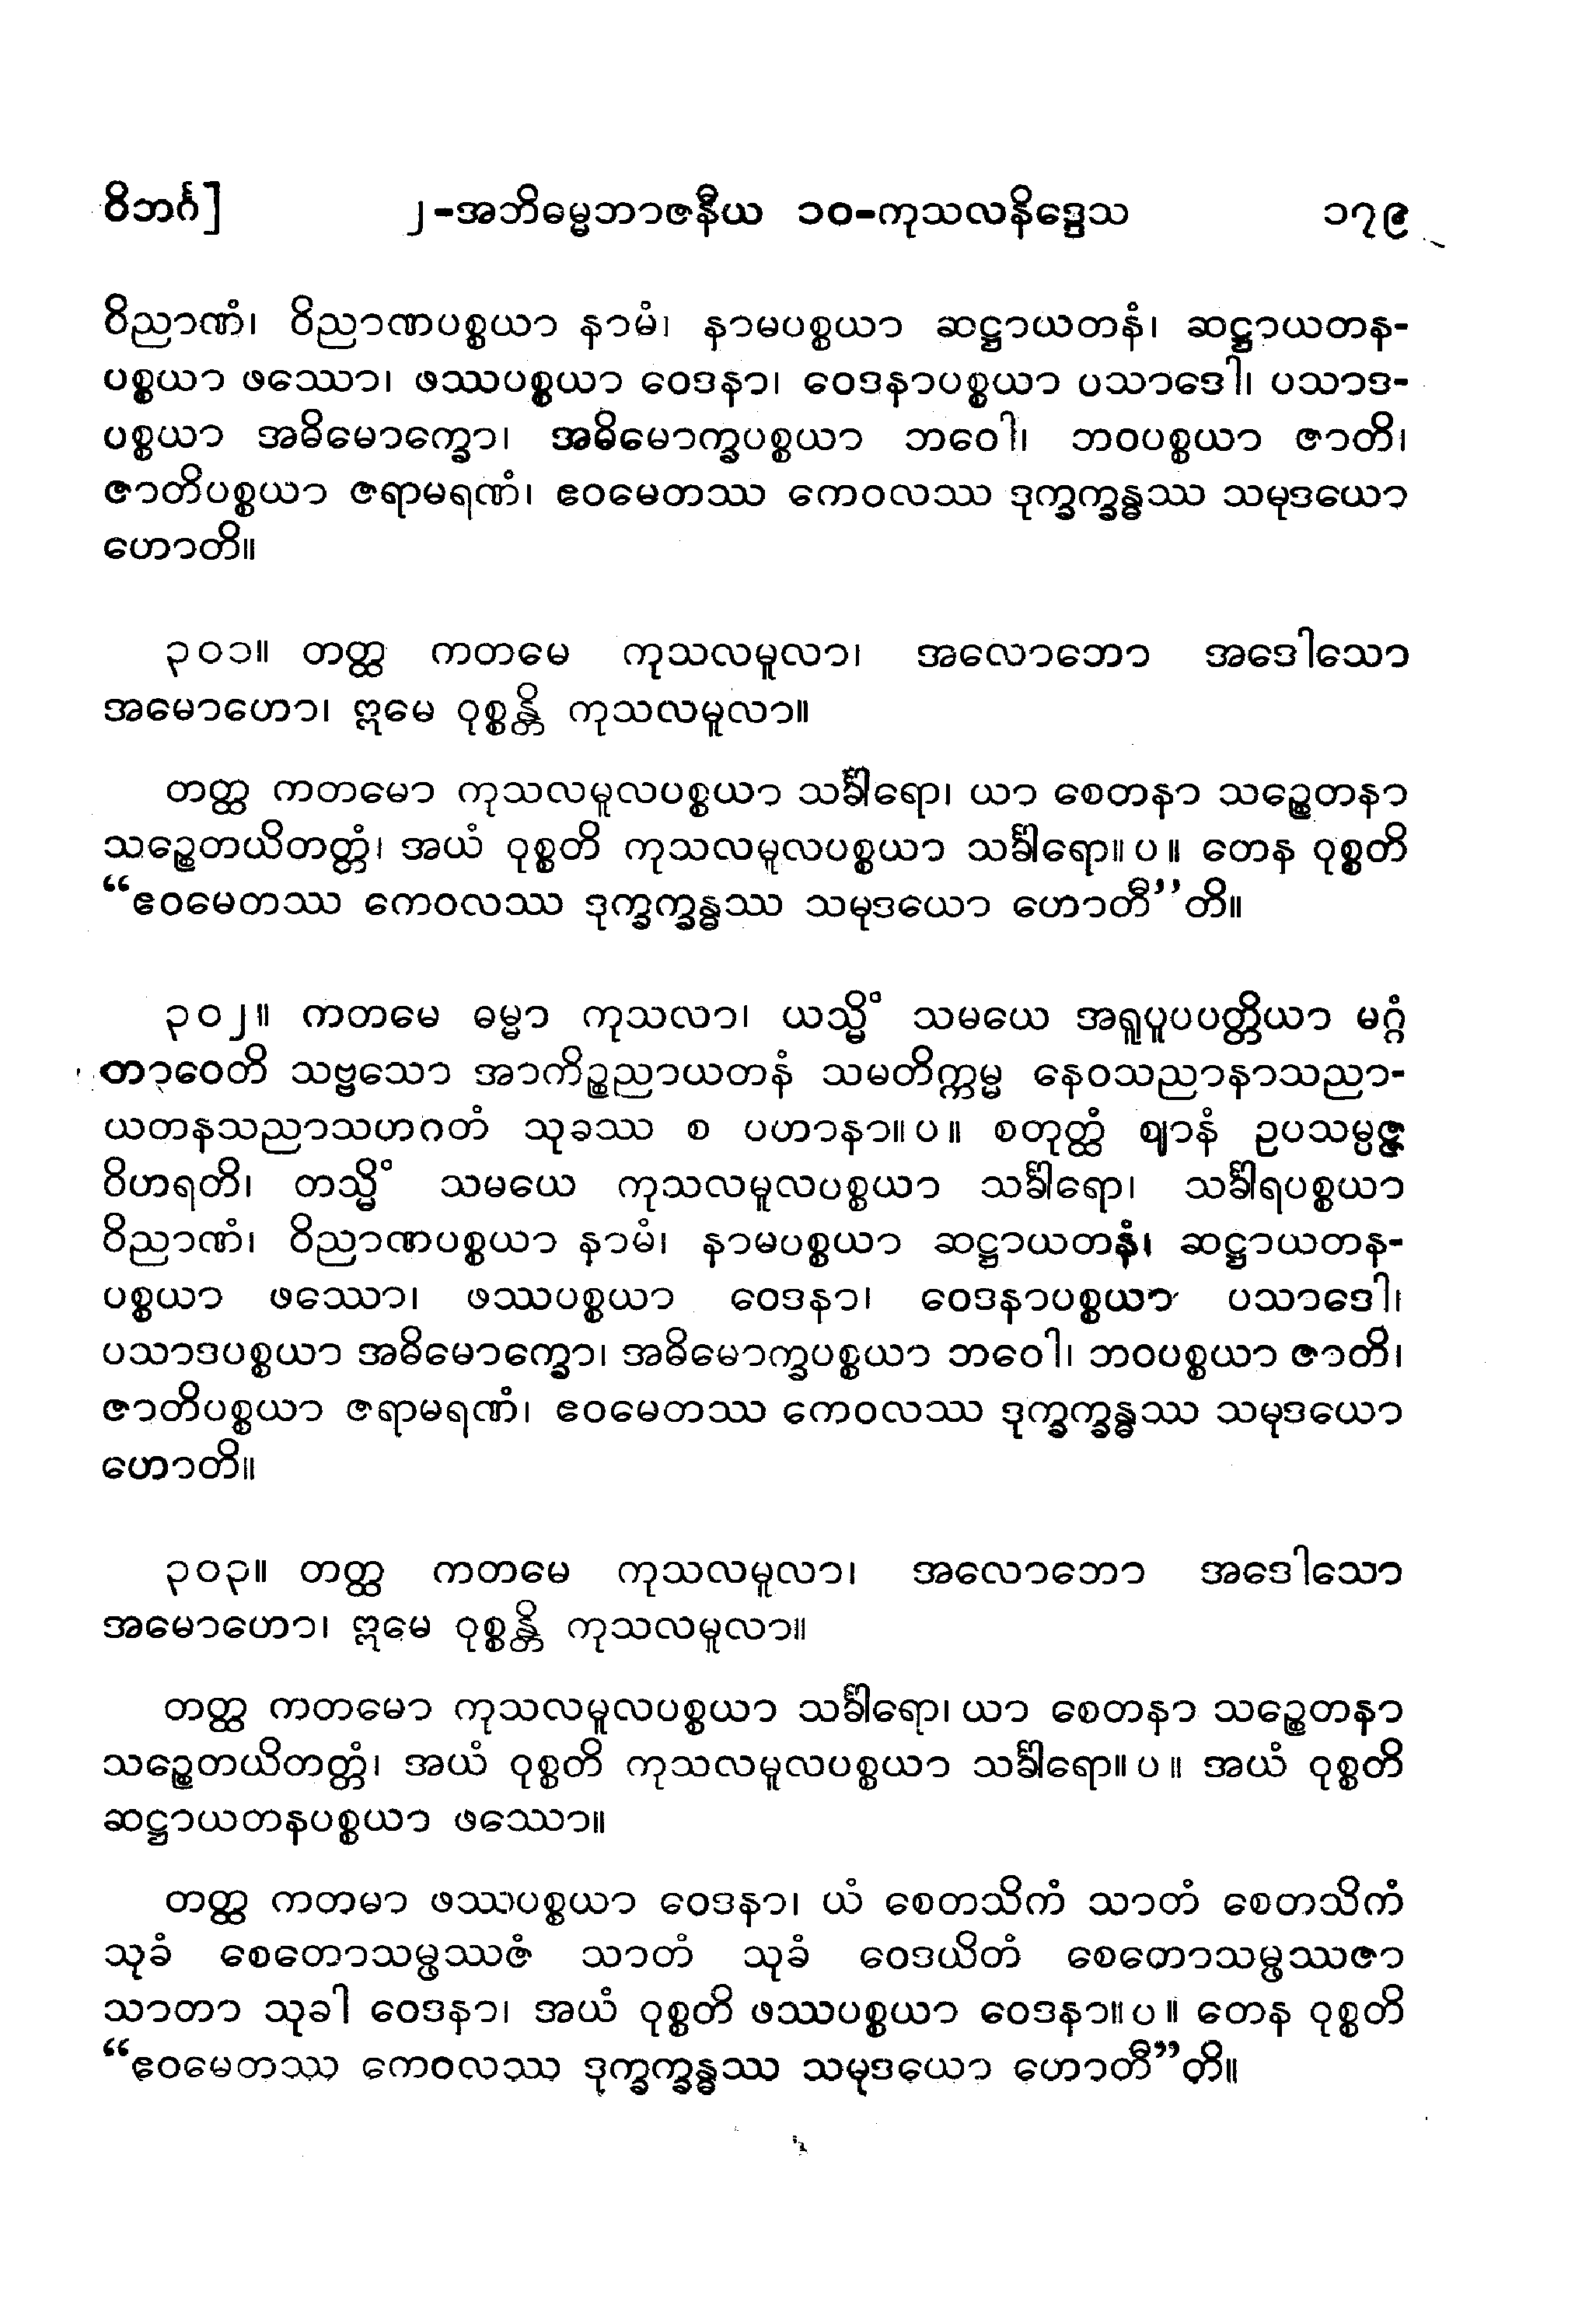 ဝိဘင်္ဂ] ၂-အဘိဓမ္မဘာဇနီယ ၁၀-ကုသလနိဒ္ဒေသ ၁၇၉
ဝိညာဏံ၊ ဝိညာဏပစ္စယာ နာမံ၊ နာမပစ္စယာ ဆဋ္ဌာယတနံ၊ ဆဋ္ဌာယတန-
ပစ္စယာ ဖဿော၊ ဖဿပစ္စယာ ဝေဒနာ၊ ဝေဒနာပစ္စယာ ပသာဒေါ၊ ပသာဒ-
ပစ္စယာ အဓိမောက္ခော၊ အဓိမောက္ခပစ္စယာ ဘဝေါ၊ ဘဝပစ္စယာ ဇာတိ၊
ဇာတိပစ္စယာ ဇရာမရဏံ၊ ဧဝမေတဿ ကေဝလဿ ဒုက္ခက္ခန္ဓဿ သမုဒယော
ဟောတိ။
၃၀၁။ တတ္ထ ကတမေ ကုသလမူလာ၊ အလောဘော အဒေါသော
အမောဟော၊ ဣမေ ဝုစ္စန္တိ ကုသလမူလာ။
တတ္ထ ကတမော ကုသလမူလပစ္စယာ သင်္ခါရော၊ ယာ စေတနာ သဉ္စေတနာ
သဉ္စေတယိတတ္တံ၊ အယံ ဝုစ္စတိ ကုသလမူလပစ္စယာ သင်္ခါရော။ ပ ။ တေန ဝုစ္စတိ
“ဧဝမေတဿ ကေဝလဿ ဒုက္ခက္ခန္ဓဿ သမုဒယော ဟောတီ’’တိ။
၃၀၂။ ကတမေ ဓမ္မာ ကုသလာ၊ ယသ္မိံ သမယေ အရူပူပပတ္တိယာ မဂ္ဂံ
တာဝေတိ သဗ္ဗသော အာကိဉ္စညာယတနံ သမတိက္ကမ္မ နေဝသညာနာသညာ-
ယတနသညာသဟဂတံ သုခဿ စ ပဟာနာ။ ပ ။ စတုတ္ထံ ဈာနံ ဥပသမ္ပဇ္ဇ
ဝိဟရတိ၊ တသ္မိံ သမယေ ကုသလမူလပစ္စယာ သင်္ခါရော၊ သင်္ခါရပစ္စယာ
ဝိညာဏံ၊ ဝိညာဏပစ္စယာ နာမံ၊ နာမပစ္စယာ ဆဋ္ဌာယတနံ၊ ဆဋ္ဌာယတန-
ပစ္စယာ ဖဿော၊ ဖဿပစ္စယာ ဝေဒနာ၊ ဝေဒနာပစ္စယာ ပသာဒေါ၊
ပသာဒပစ္စယာ အဓိမောက္ခော၊ အဓိမောက္ခပစ္စယာ ဘဝေါ၊ ဘဝပစ္စယာ ဇာတိ၊
ဇာတိပစ္စယာ ဇရာမရဏံ၊ ဧဝမေတဿ ကေဝလဿ ဒုက္ခက္ခန္ဓဿ သမုဒယော
ဟောတိ။
၃၀၃။ တတ္ထ ကတမေ ကုသလမူလာ၊ အလောဘော အဒေါသော
အမောဟော၊ ဣမေ ဝုစ္စန္တိ ကုသလမူလာ။
တတ္ထ ကတမော ကုသလမူလပစ္စယာ သင်္ခါရော၊ ယာ စေတနာ သဉ္စေတနာ
သဉ္စေတယိတတ္တံ၊ အယံ ဝုစ္စတိ ကုသလမူလပစ္စယာ သင်္ခါရော။ ပ ။ အယံ ဝုစ္စတိ
ဆဋ္ဌာယတနပစ္စယာ ဖဿော။
တတ္ထ ကတမာ ဖဿပစ္စယာ ဝေဒနာ၊ ယံ စေတသိကံ သာတံ စေတသိကံ
သုခံ စေတောသမ္ဖဿဇံ သာတံ သုခံ ဝေဒယိတံ စေတောသမ္ဖဿဇာ
သာတာ သုခါ ဝေဒနာ၊ အယံ ဝုစ္စတိ ဖဿပစ္စယာ ဝေဒနာ။ ပ ။ တေန ဝုစ္စတိ
“ဧဝမေတဿ ကေဝလဿ ဒုက္ခက္ခန္ဓဿ သမုဒယော ဟောတီ”တိ။